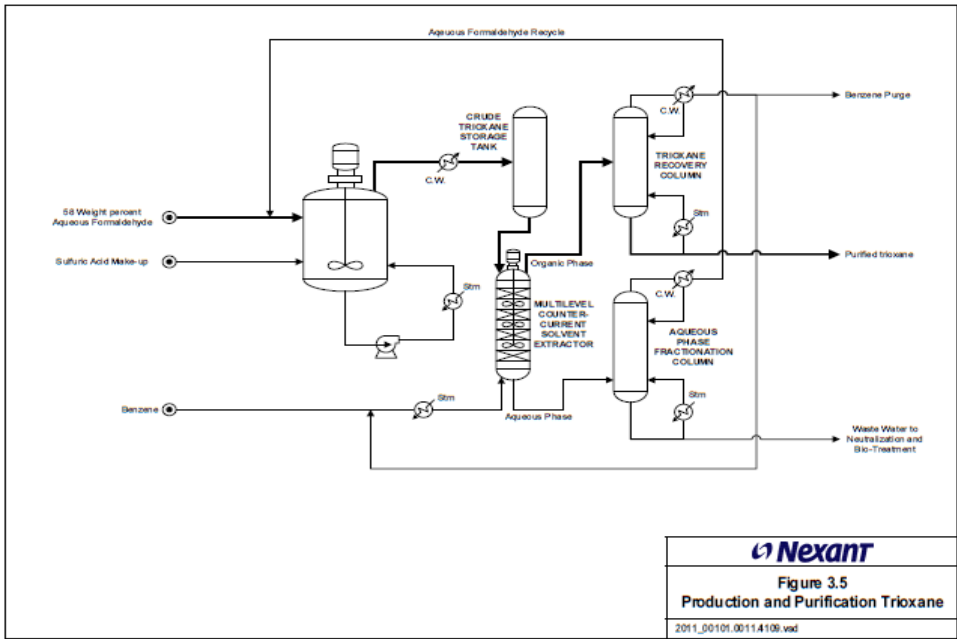 Aqeuous Formaldehyde Recycle
Benzene Purge
C.W.
CRUDE
TRIOXANE
STORAGE
TANK
TRIOXANE
RECOVERY
COLUMN
C.W.
58 Weight percent
Aqueous Formaldehyde
Stm
Sulfuric Acid Make-up
Organic Phase
Purified trioxane
C.W.
Stm
MULTILEVEL
COUNTER-
CURRENT
SOLVENT
EXTRACTOR
AQUEOUS
PHASE
FRACTIONATION
COLUMN
Benzene
Stm
Aqueous Phase
Stm
Waste Water to
Neutralization and
Bio-Treatment
Nexant
Figure 3.5
Production and Purification Trioxane
2011_00101.0011.4109.vsd